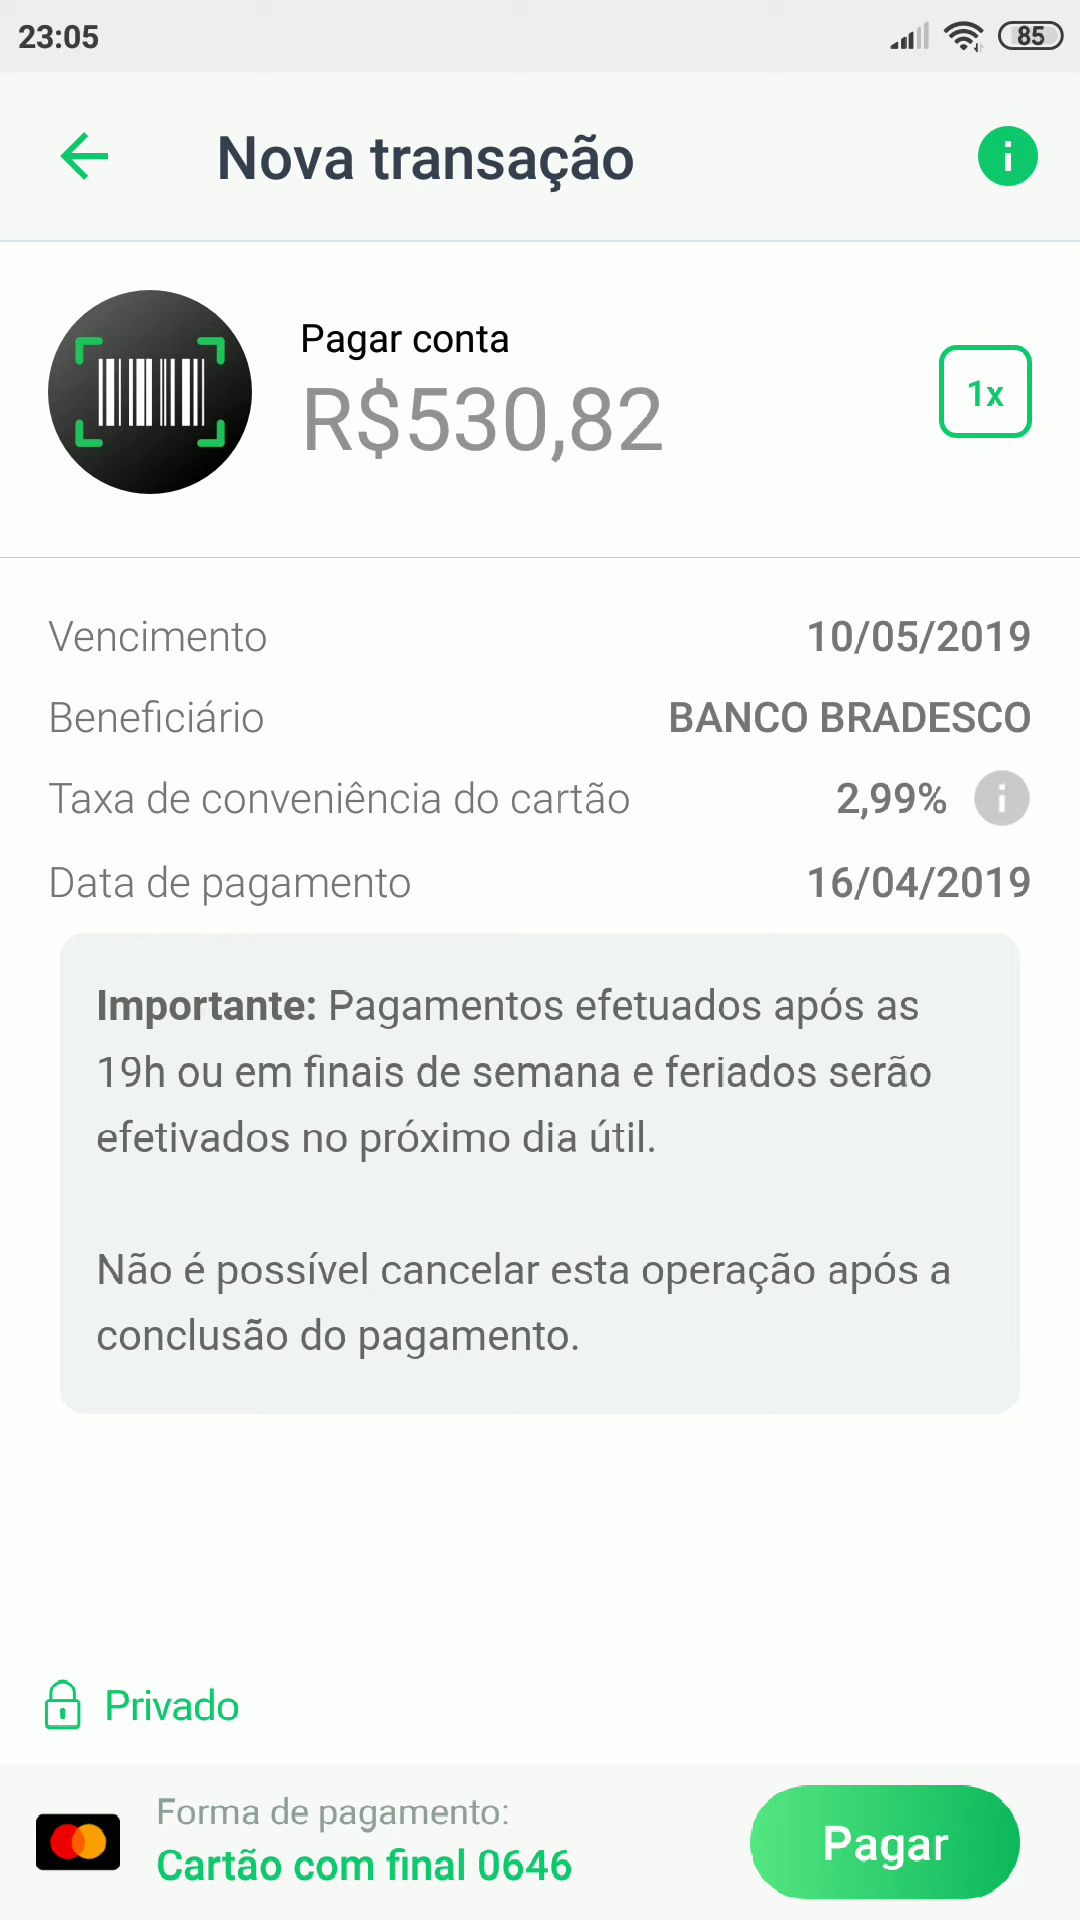 23:05
85
Nova transação
Pagar conta
R$530,82
1x
Vencimento 10/05/2019
Beneficiário BANCO BRADESCO
Taxa de conveniência do cartão 2,99%
Data de pagamento 16/04/2019
Importante: Pagamentos efetuados após as
19h ou em finais de semana e feriados serão
efetivados no próximo dia útil.
Não é possível cancelar esta operação após a
conclusão do pagamento.
Privado
Forma de pagamento:
Cartão com final 0646
Pagar